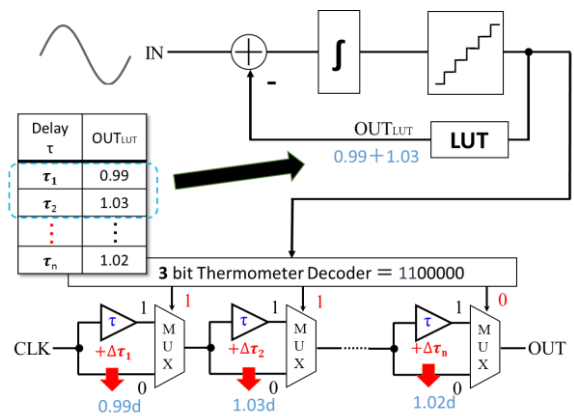 IN
-
∫
OUTLUT
LUT
0.99＋1.03
Delay τ
OUTLUT
τ1
0.99
τ2
1.03
⋮
⋮
τn
1.02
3 bit Thermometer Decoder = 1100000
1
1
0
CLK
τ
1
MUX
+Δτ1
0
0.99d
τ
1
MUX
+Δτ2
0
1.03d
........
τ
1
MUX
+Δτn
0
1.02d
OUT